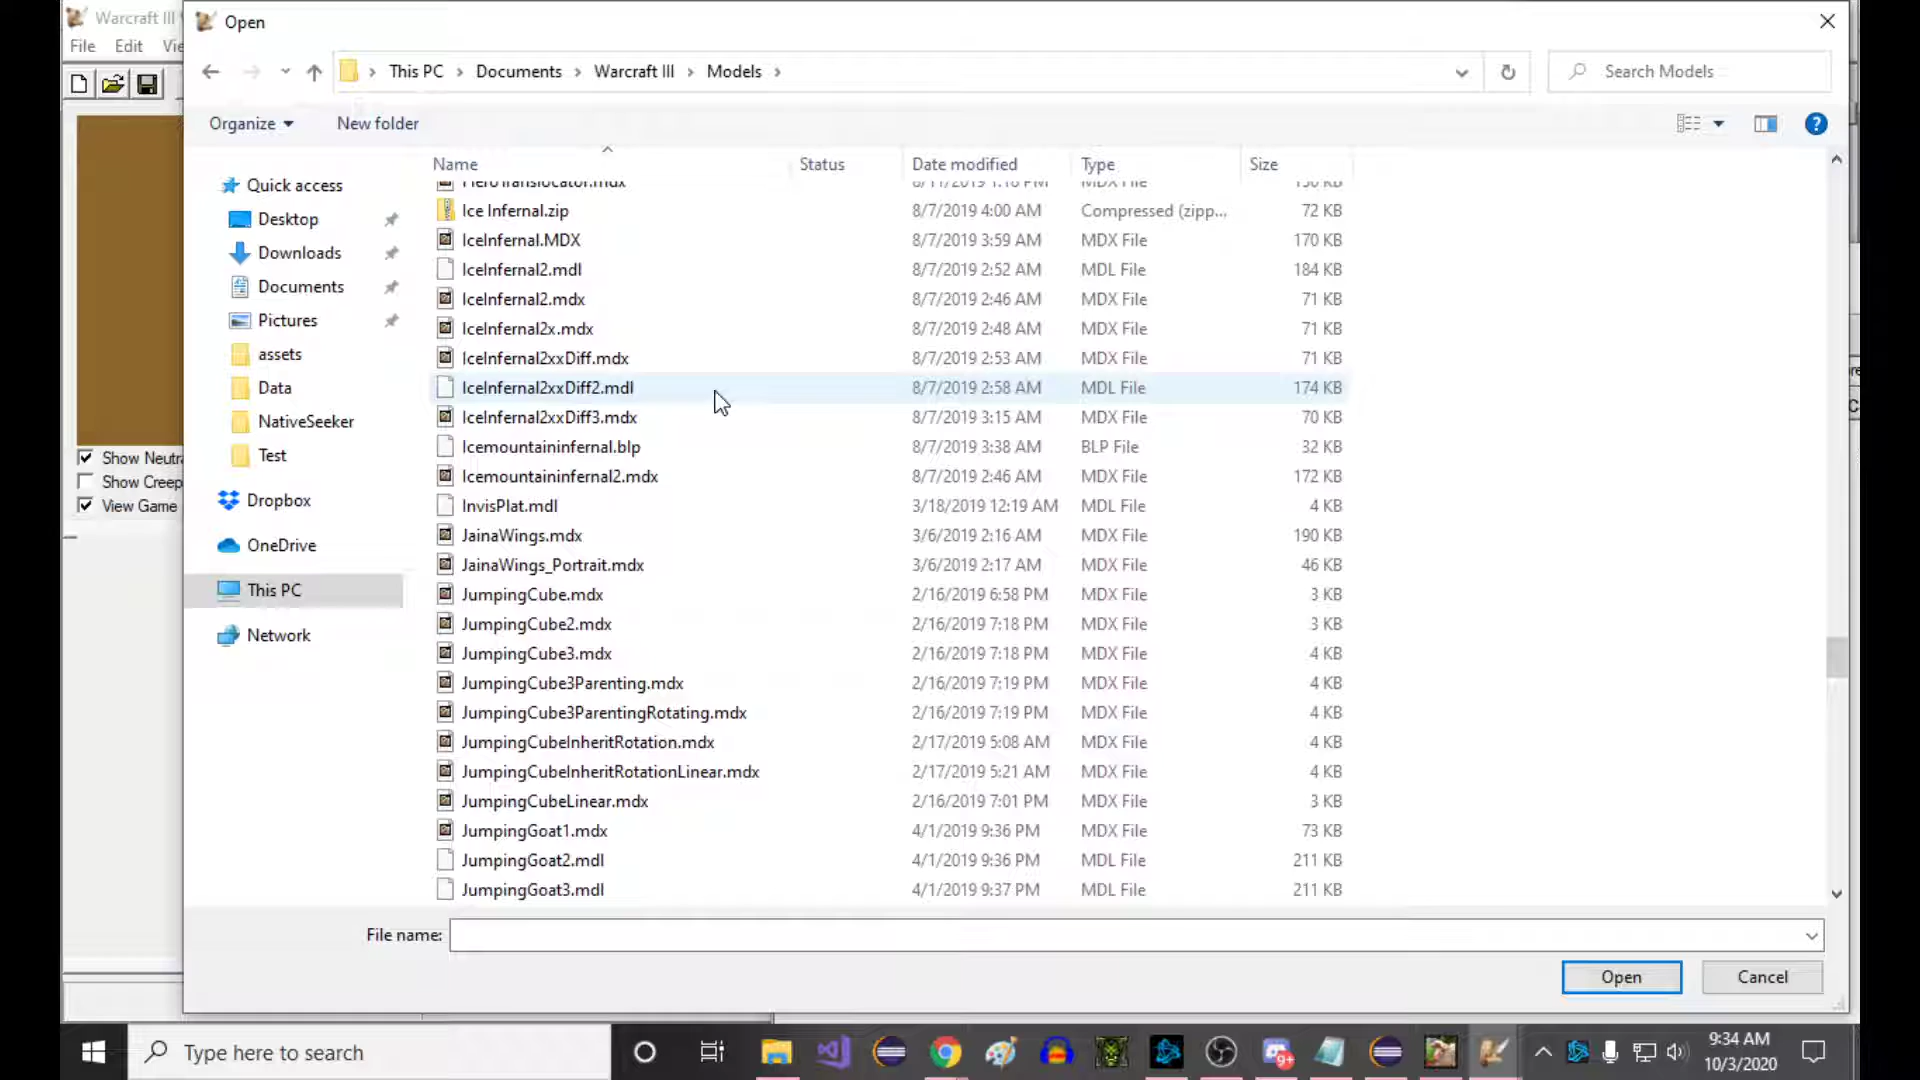 Warcraft III
Open
File Edit
This PC > Documents > Warcraft III > Models >
Search Models
Organize
New folder
Name
Status
Date modified
Type
Size
HeroTranslocator.mdx 8/11/2019 1:16 PM MDX File 150 KB
Ice Infernal.zip 8/7/2019 4:00 AM Compressed (zipp... 72 KB
IceInfernal.MDX 8/7/2019 3:59 AM MDX File 170 KB
IceInfernal2.mdl 8/7/2019 2:52 AM MDL File 184 KB
IceInfernal2.mdx 8/7/2019 2:46 AM MDX File 71 KB
IceInfernal2x.mdx 8/7/2019 2:48 AM MDX File 71 KB
IceInfernal2xxDiff.mdx 8/7/2019 2:53 AM MDX File 71 KB
IceInfernal2xxDiff2.mdl 8/7/2019 2:58 AM MDL File 174 KB
IceInfernal2xxDiff3.mdx 8/7/2019 3:15 AM MDX File 70 KB
Icemountaininfernal.blp 8/7/2019 3:38 AM BLP File 32 KB
Icemountaininfernal2.mdx 8/7/2019 2:46 AM MDX File 172 KB
InvisPlat.mdl 3/18/2019 12:19 AM MDL File 4 KB
JainaWings.mdx 3/6/2019 2:16 AM MDX File 190 KB
JainaWings_Portrait.mdx 3/6/2019 2:17 AM MDX File 46 KB
JumpingCube.mdx 2/16/2019 6:58 PM MDX File 3 KB
JumpingCube2.mdx 2/16/2019 7:18 PM MDX File 3 KB
JumpingCube3.mdx 2/16/2019 7:18 PM MDX File 4 KB
JumpingCube3Parenting.mdx 2/16/2019 7:19 PM MDX File 4 KB
JumpingCube3ParentingRotating.mdx 2/16/2019 7:19 PM MDX File 4 KB
JumpingCubeInheritRotation.mdx 2/17/2019 5:08 AM MDX File 4 KB
JumpingCubeInheritRotationLinear.mdx 2/17/2019 5:21 AM MDX File 4 KB
JumpingCubeLinear.mdx 2/16/2019 7:01 PM MDX File 3 KB
JumpingGoat1.mdx 4/1/2019 9:36 PM MDX File 73 KB
JumpingGoat2.mdl 4/1/2019 9:36 PM MDL File 211 KB
JumpingGoat3.mdl 4/1/2019 9:37 PM MDL File 211 KB
Quick access
Desktop
Downloads
Documents
Pictures
assets
Data
NativeSeeker
Test
Dropbox
OneDrive
This PC
Network
Show Neutra
Show Creep
View Game
File name:
Open
Cancel
Type here to search
9+
9:34 AM
10/3/2020